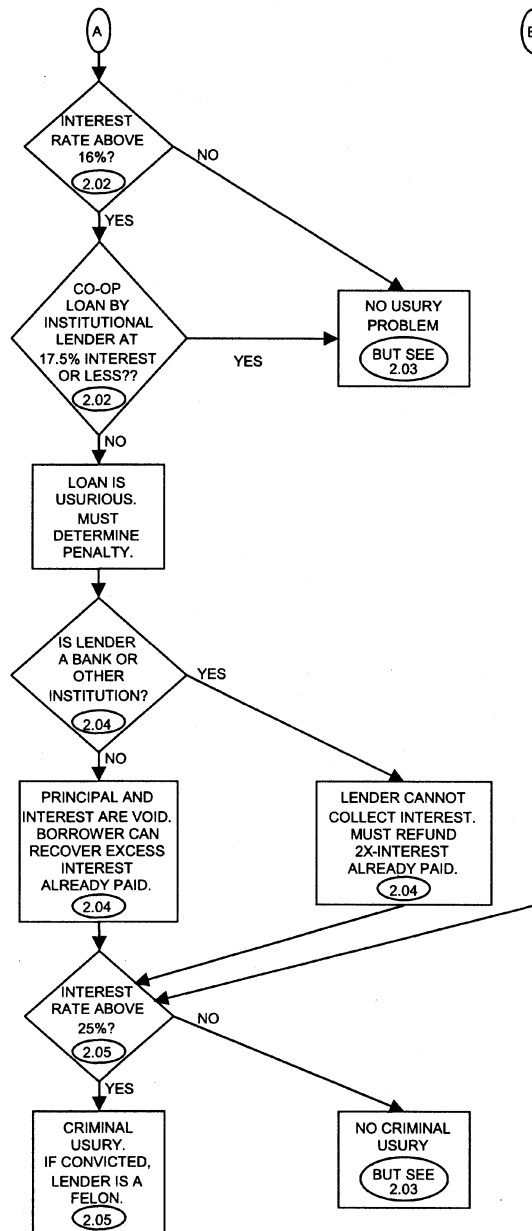 A
INTEREST
RATE ABOVE
16%?
2.02
NO
YES
CO-OP
LOAN BY
INSTITUTIONAL
LENDER AT
17.5% INTEREST
OR LESS??
2.02
YES
NO USURY
PROBLEM
BUT SEE
2.03
NO
LOAN IS
USURIOUS.
MUST
DETERMINE
PENALTY.
IS LENDER
A BANK OR
OTHER
INSTITUTION?
2.04
YES
NO
PRINCIPAL AND
INTEREST ARE VOID.
BORROWER CAN
RECOVER EXCESS
INTEREST
ALREADY PAID.
2.04
LENDER CANNOT
COLLECT INTEREST.
MUST REFUND
2X-INTEREST
ALREADY PAID.
2.04
INTEREST
RATE ABOVE
25%?
2.05
NO
YES
CRIMINAL
USURY.
IF CONVICTED,
LENDER IS A
FELON.
2.05
NO CRIMINAL
USURY
BUT SEE
2.03